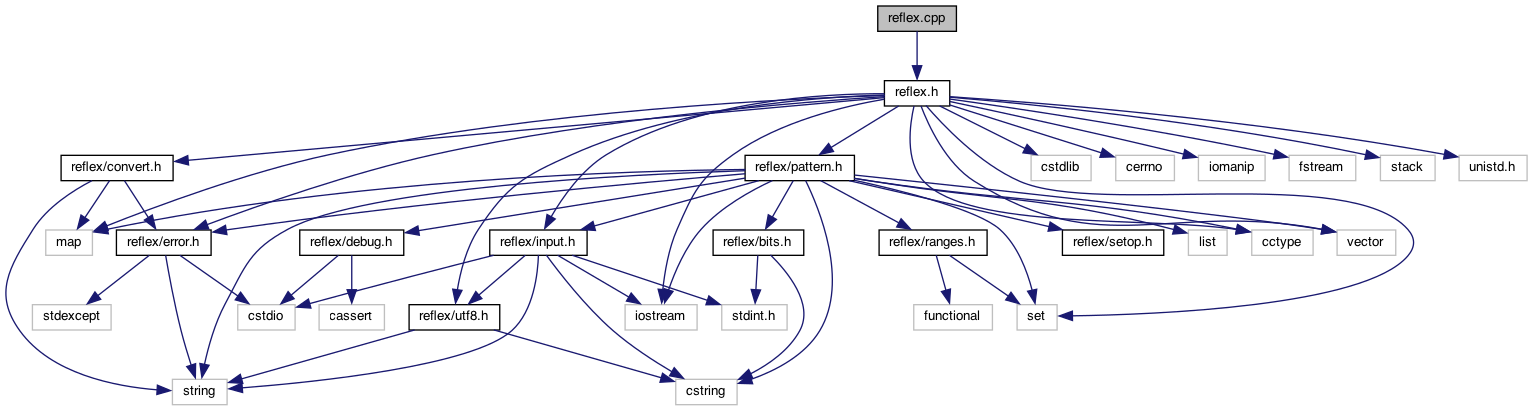 reflex.cpp
reflex.h
reflex/convert.h
reflex/pattern.h
cstdlib
cerrno
iomanip
fstream
stack
unistd.h
map
reflex/error.h
reflex/debug.h
reflex/input.h
reflex/bits.h
reflex/ranges.h
reflex/setop.h
list
cctype
vector
stdexcept
cstdio
cassert
reflex/utf8.h
iostream
stdint.h
functional
set
string
cstring